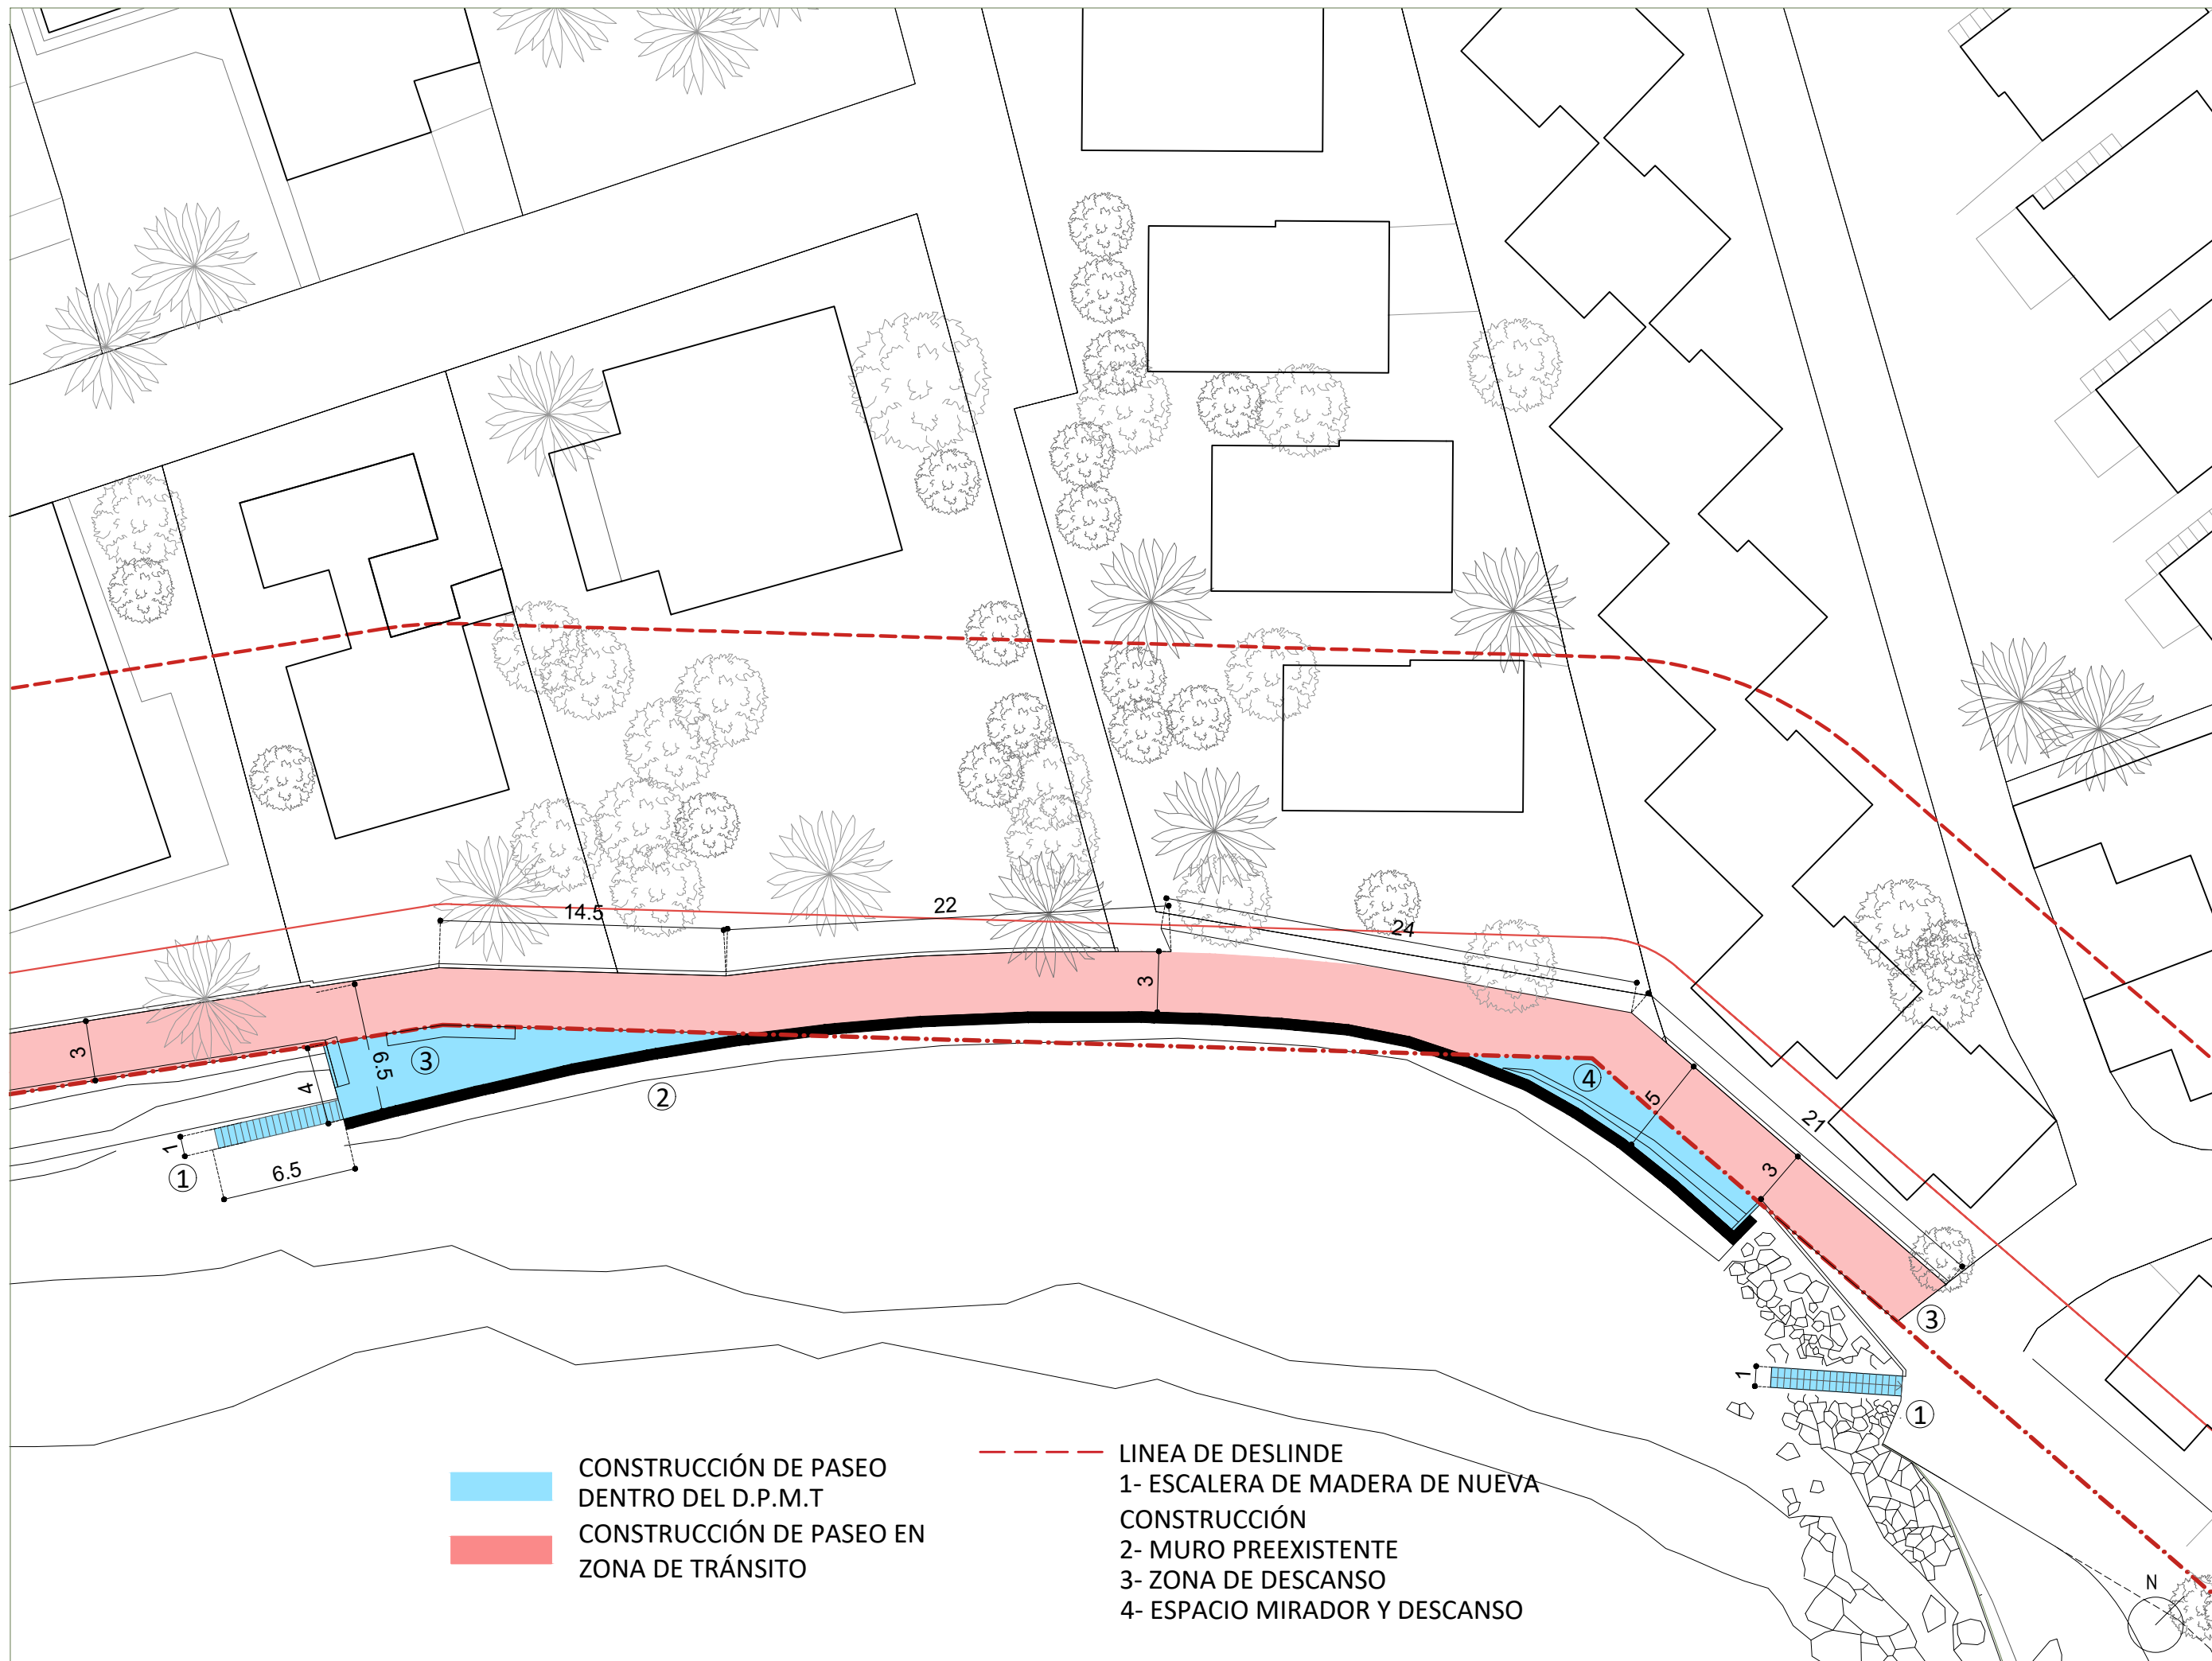 14.5
22
24
3
3
6.5
③
4
④
5
21
②
3
1
①
6.5
③
1
①
CONSTRUCCIÓN DE PASEO
DENTRO DEL D.P.M.T
CONSTRUCCIÓN DE PASEO EN
ZONA DE TRÁNSITO
LINEA DE DESLINDE
1- ESCALERA DE MADERA DE NUEVA
CONSTRUCCIÓN
2- MURO PREEXISTENTE
3- ZONA DE DESCANSO
4- ESPACIO MIRADOR Y DESCANSO
N